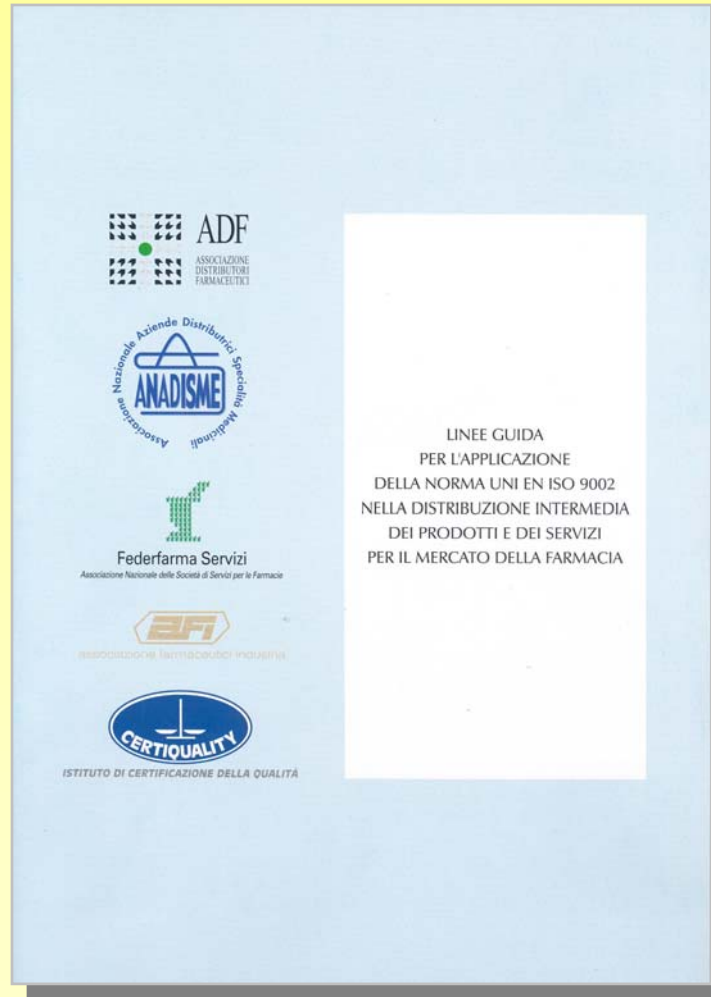 ADF
ASSOCIAZIONE
DISTRIBUTORI
FARMACEUTICI
Associazione Nazionale Aziende Distributrici Specialità Medicinali
ANADISME
Federfarma Servizi
Associazione Nazionale delle Società di Servizi per le Farmacie
AFI
associazione farmaceutici industria
CERTIQUALITY
ISTITUTO DI CERTIFICAZIONE DELLA QUALITÀ
LINEE GUIDA
PER L'APPLICAZIONE
DELLA NORMA UNI EN ISO 9002
NELLA DISTRIBUZIONE INTERMEDIA
DEI PRODOTTI E DEI SERVIZI
PER IL MERCATO DELLA FARMACIA